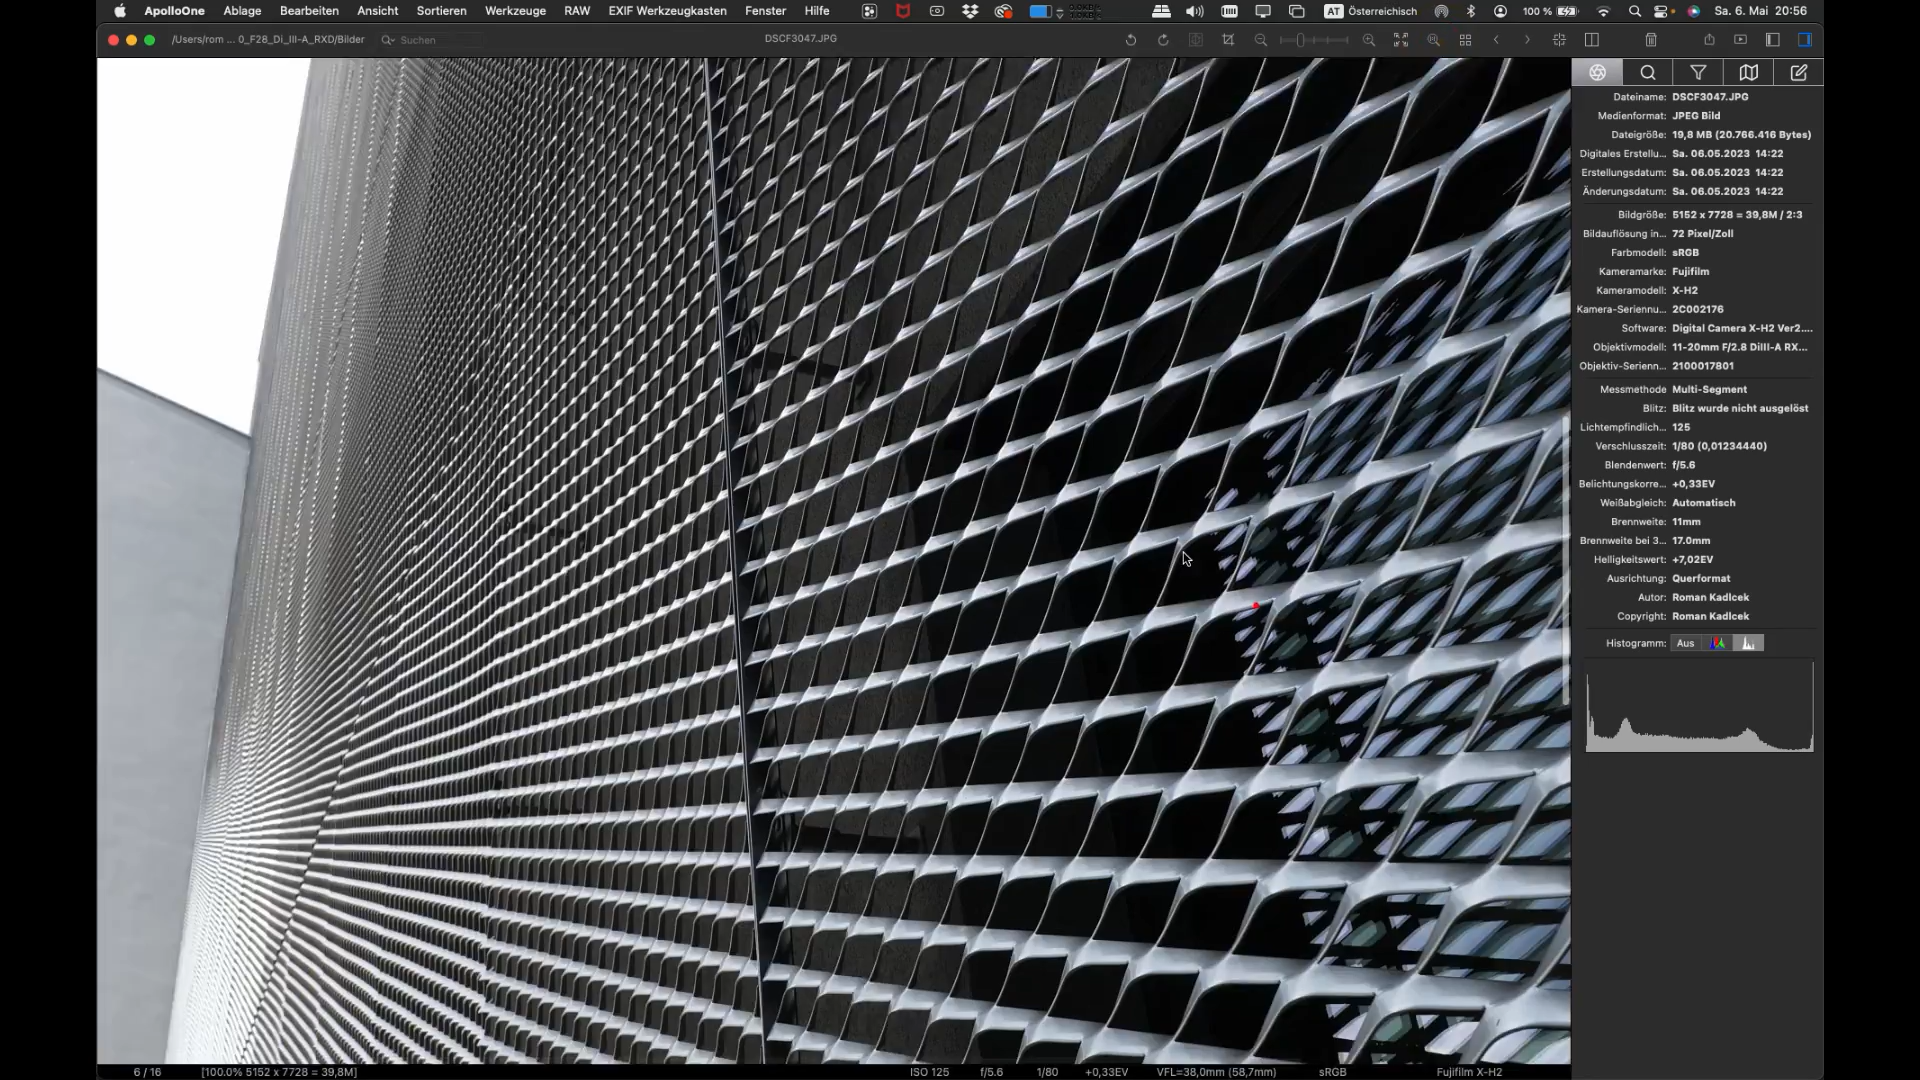 ApolloOne Ablage Bearbeiten Ansicht Sortieren Werkzeuge RAW EXIF Werkzeugkasten Fenster Hilfe AT Österreichisch 100 % Sa. 6. Mai 20:56
/Users/rom ... 0_F28_Di_III-A_RXD/Bilder Suchen DSCF3047.JPG
Dateiname: DSCF3047.JPG
Medienformat: JPEG Bild
Dateigröße: 19,8 MB (20.766.416 Bytes)
Digitales Erstellu... Sa. 06.05.2023 14:22
Erstellungsdatum: Sa. 06.05.2023 14:22
Änderungsdatum: Sa. 06.05.2023 14:22
Bildgröße: 5152 x 7728 = 39,8M / 2:3
Bildauflösung in... 72 Pixel/Zoll
Farbmodell: sRGB
Kameramarke: Fujifilm
Kameramodell: X-H2
Kamera-Seriennu... 2C002176
Software: Digital Camera X-H2 Ver2....
Objektivmodell: 11-20mm F/2.8 DiIII-A RX...
Objektiv-Serienn... 2100017801
Messmethode Multi-Segment
Blitz: Blitz wurde nicht ausgelöst
Lichtempfindlich... 125
Verschlusszeit: 1/80 (0,01234440)
Blendenwert: f/5.6
Belichtungskorre... +0,33EV
Weißabgleich: Automatisch
Brennweite: 11mm
Brennweite bei 3... 17.0mm
Helligkeitswert: +7,02EV
Ausrichtung: Querformat
Autor: Roman Kadlcek
Copyright: Roman Kadlcek
Histogramm: Aus
6 / 16 [100.0% 5152 x 7728 = 39,8M] ISO 125 f/5.6 1/80 +0,33EV VFL=38,0mm (58,7mm) sRGB Fujifilm X-H2